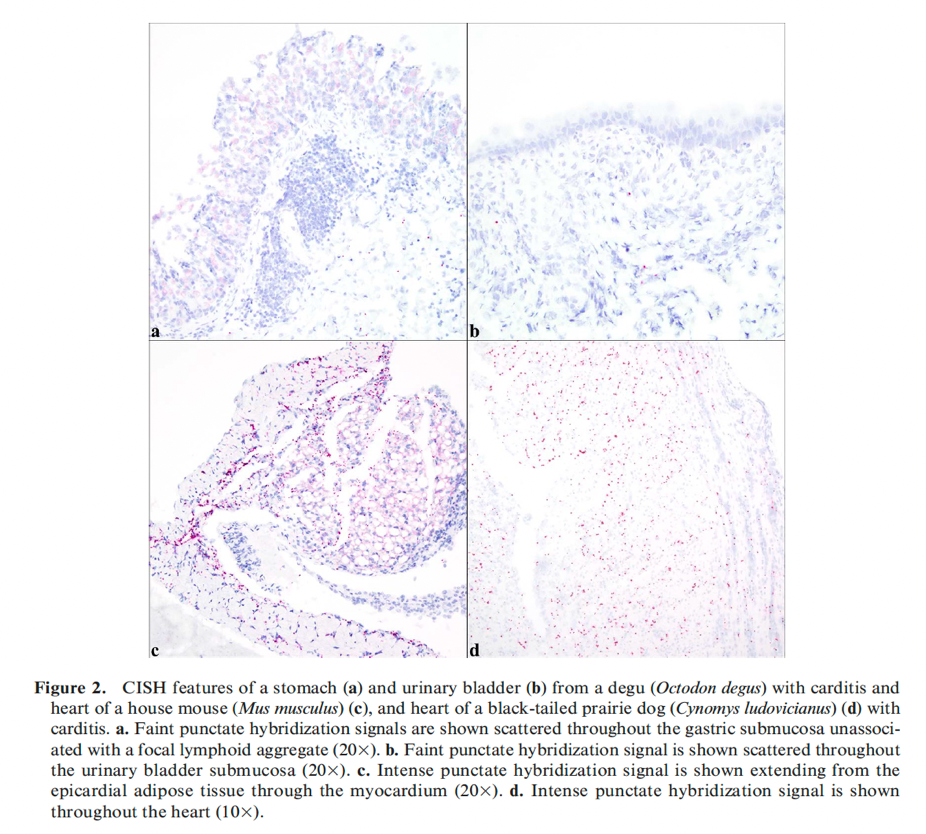 a
b
c
d
Figure 2. CISH features of a stomach (a) and urinary bladder (b) from a degu (Octodon degus) with carditis and
heart of a house mouse (Mus musculus) (c), and heart of a black-tailed prairie dog (Cynomys ludovicianus) (d) with
carditis. a. Faint punctate hybridization signals are shown scattered throughout the gastric submucosa unassoci-
ated with a focal lymphoid aggregate (20×). b. Faint punctate hybridization signal is shown scattered throughout
the urinary bladder submucosa (20×). c. Intense punctate hybridization signal is shown extending from the
epicardial adipose tissue through the myocardium (20×). d. Intense punctate hybridization signal is shown
throughout the heart (10×).